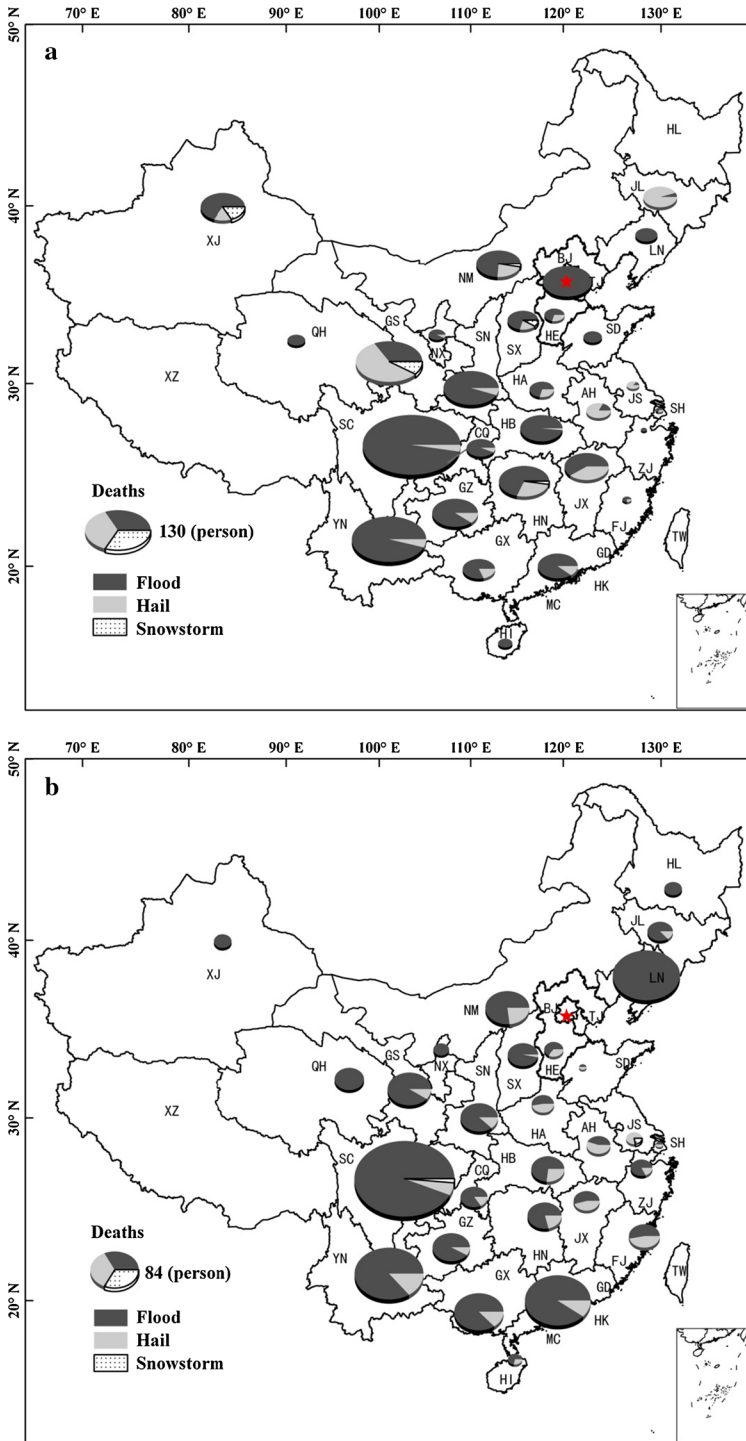 70° E 80° E 90° E 100° E 110° E 120° E 130° E
50° N
a
HL
JL
40° N
XJ
LN
BJ
NM
TJ
GS
QH
SN
SD
NX
SX
HE
XZ
HA
30° N
AH
JS
SH
SC
CQ
HB
ZJ
Deaths
GZ
130 (person)
YN
HN
JX
FJ
GX
TW
20° N
GD
Flood
HK
Hail
MC
Snowstorm
HI
70° E 80° E 90° E 100° E 110° E 120° E 130° E
50° N
b
HL
JL
40° N
XJ
LN
NM
BJ
TJ
GS
QH
NX
SN
SX
HE
SD
XZ
30° N
HA
AH
JS
SH
SC
CQ
HB
ZJ
Deaths
GZ
YN
HN
JX
FJ
84 (person)
GX
TW
GD
20° N
Flood
HK
MC
Hail
Snowstorm
HI